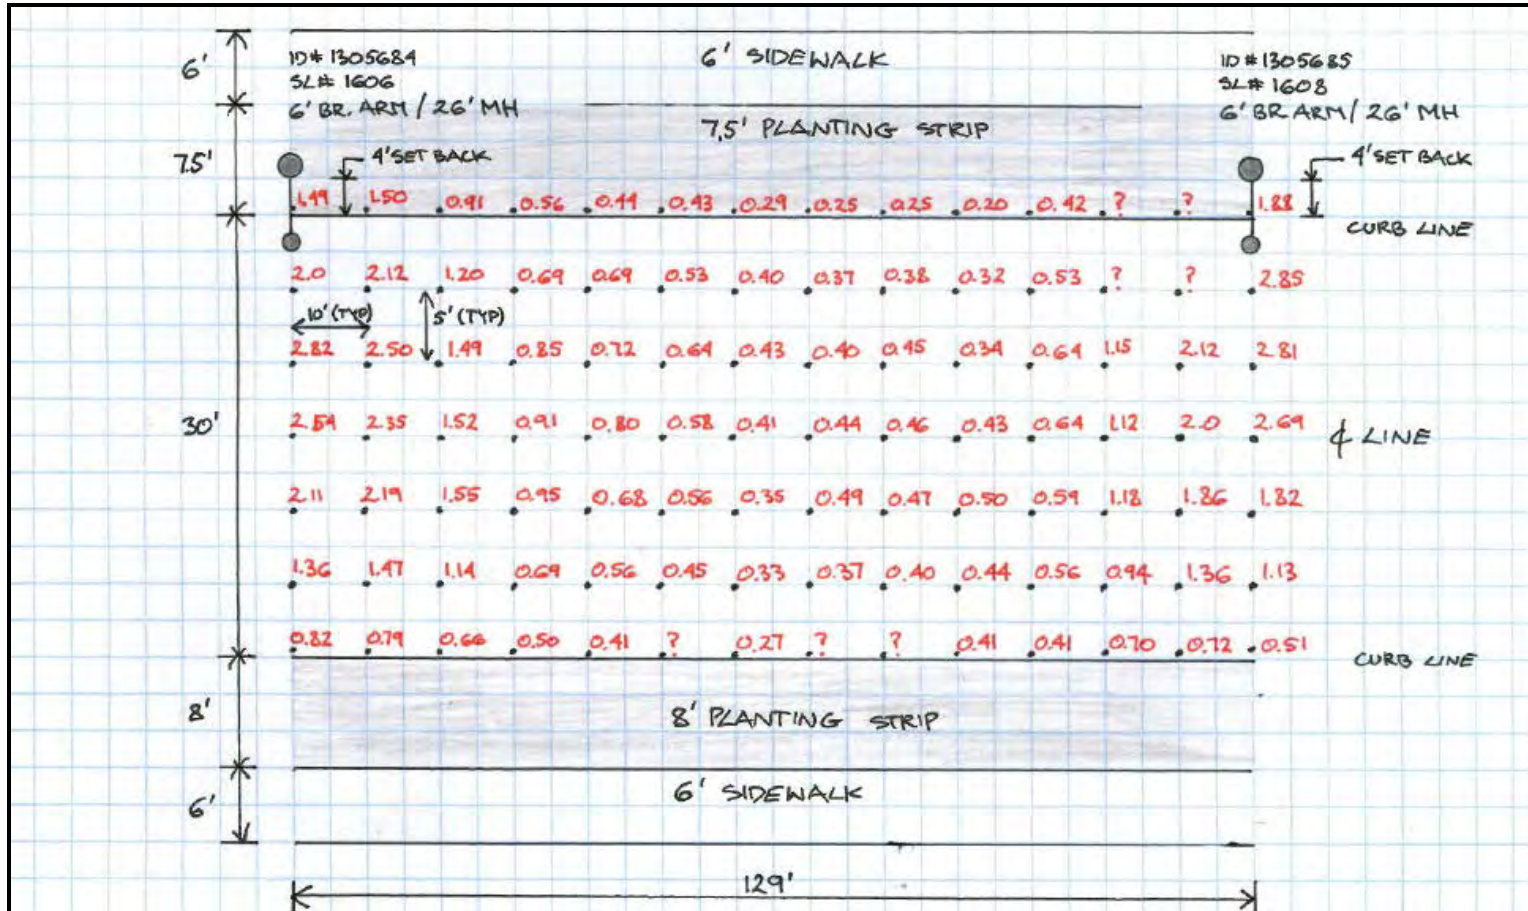 6' SIDEWALK
6'
ID# 1305684
SL# 1606
6' BR. ARM / 26' MH
ID # 1305685
SL# 1608
6' BR ARM / 26' MH
7.5' PLANTING STRIP
7.5'
4' SET BACK
4' SET BACK
1.49 1.50 0.91 0.56 0.44 0.43 0.29 0.25 0.25 0.20 0.42 ? ? 1.88
CURB LINE
2.0 2.12 1.20 0.69 0.69 0.53 0.40 0.37 0.38 0.32 0.53 ? ? 2.85
10' (TYP) 5' (TYP)
2.82 2.50 1.49 0.85 0.72 0.64 0.43 0.40 0.45 0.34 0.64 1.15 2.12 2.81
30' 2.54 2.35 1.52 0.91 0.80 0.58 0.41 0.44 0.46 0.43 0.64 1.12 2.0 2.69 ℄ LINE
2.11 2.19 1.55 0.95 0.68 0.56 0.35 0.49 0.47 0.50 0.59 1.18 1.86 1.82
1.36 1.47 1.14 0.69 0.56 0.45 0.33 0.37 0.40 0.44 0.56 0.94 1.36 1.13
0.82 0.79 0.66 0.50 0.41 ? 0.27 ? ? 0.41 0.41 0.70 0.72 0.51
CURB LINE
8' 8' PLANTING STRIP
6' 6' SIDEWALK
129'